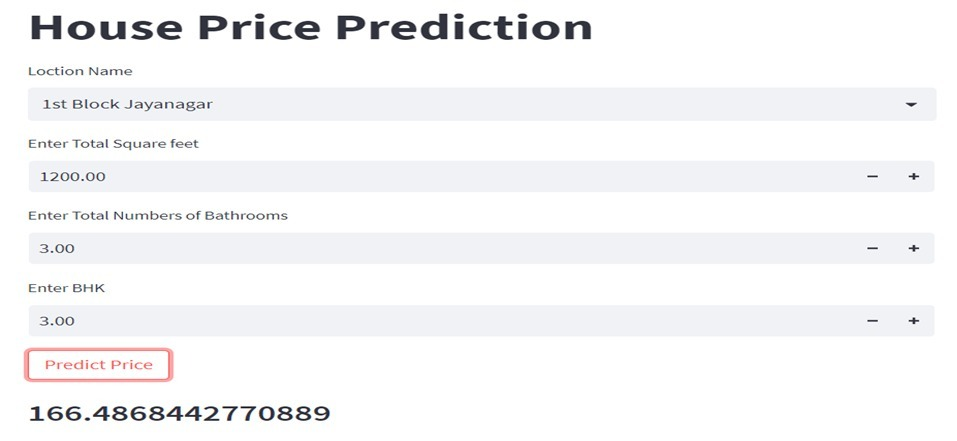 House Price Prediction
Loction Name
1st Block Jayanagar
Enter Total Square feet
1200.00 − +
Enter Total Numbers of Bathrooms
3.00 − +
Enter BHK
3.00 − +
Predict Price
166.4868442770889